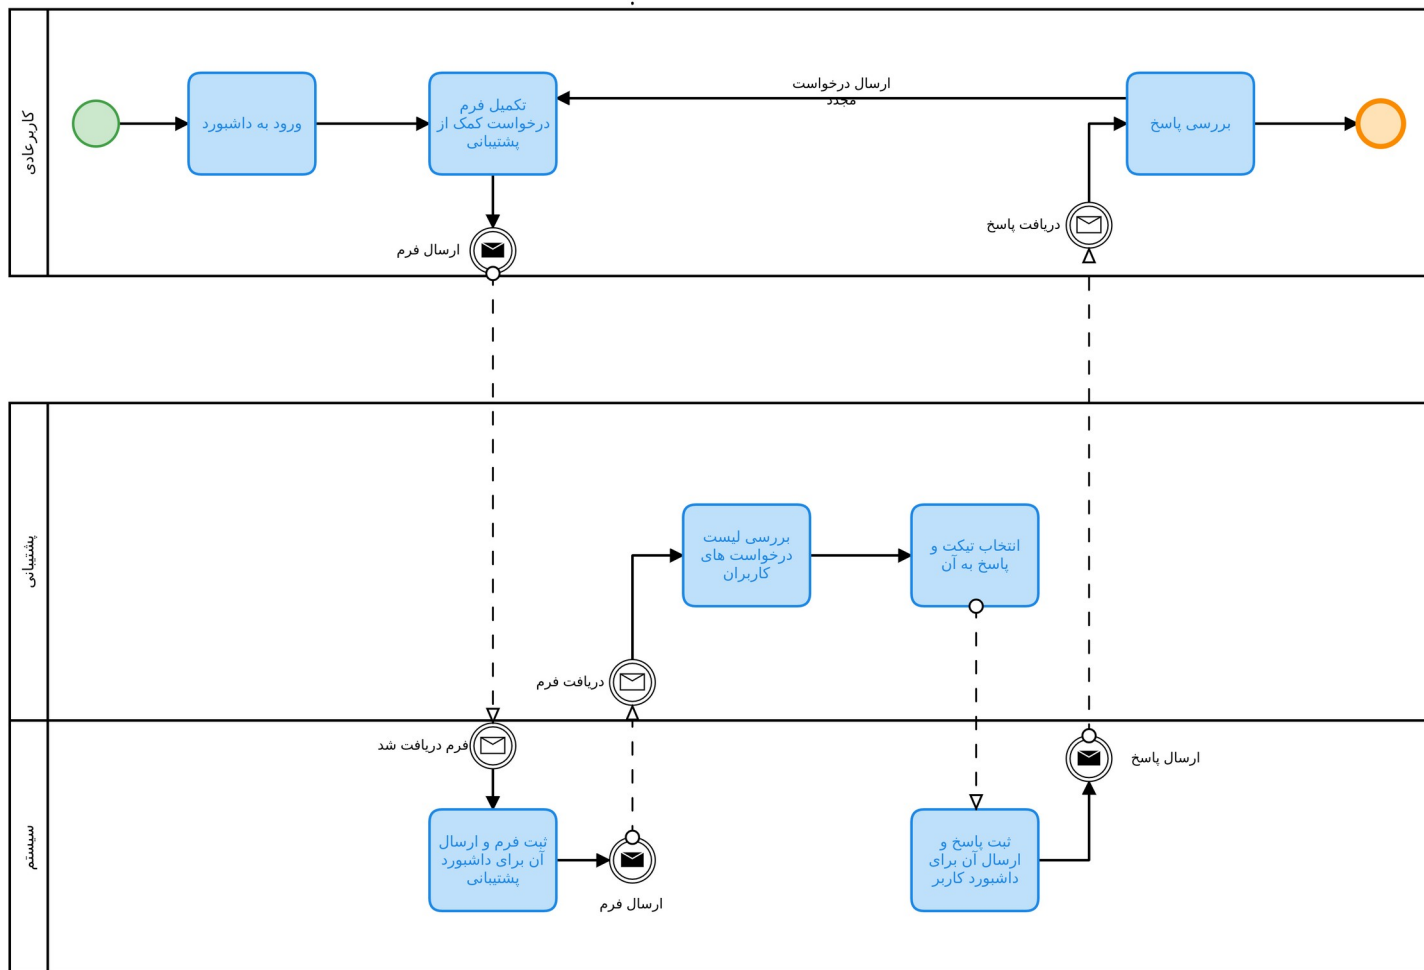 کاربرعادی
ورود به داشبورد
تکمیل فرم
درخواست کمک از
پشتیبانی
ارسال درخواست
مجدد
بررسی پاسخ
ارسال فرم
دریافت پاسخ
پشتیبانی
بررسی لیست
درخواست های
کاربران
انتخاب تیکت و
پاسخ به آن
دریافت فرم
سیستم
فرم دریافت شد
ارسال پاسخ
ثبت فرم و ارسال
آن برای داشبورد
پشتیبانی
ارسال فرم
ثبت پاسخ و
ارسال آن برای
داشبورد کاربر